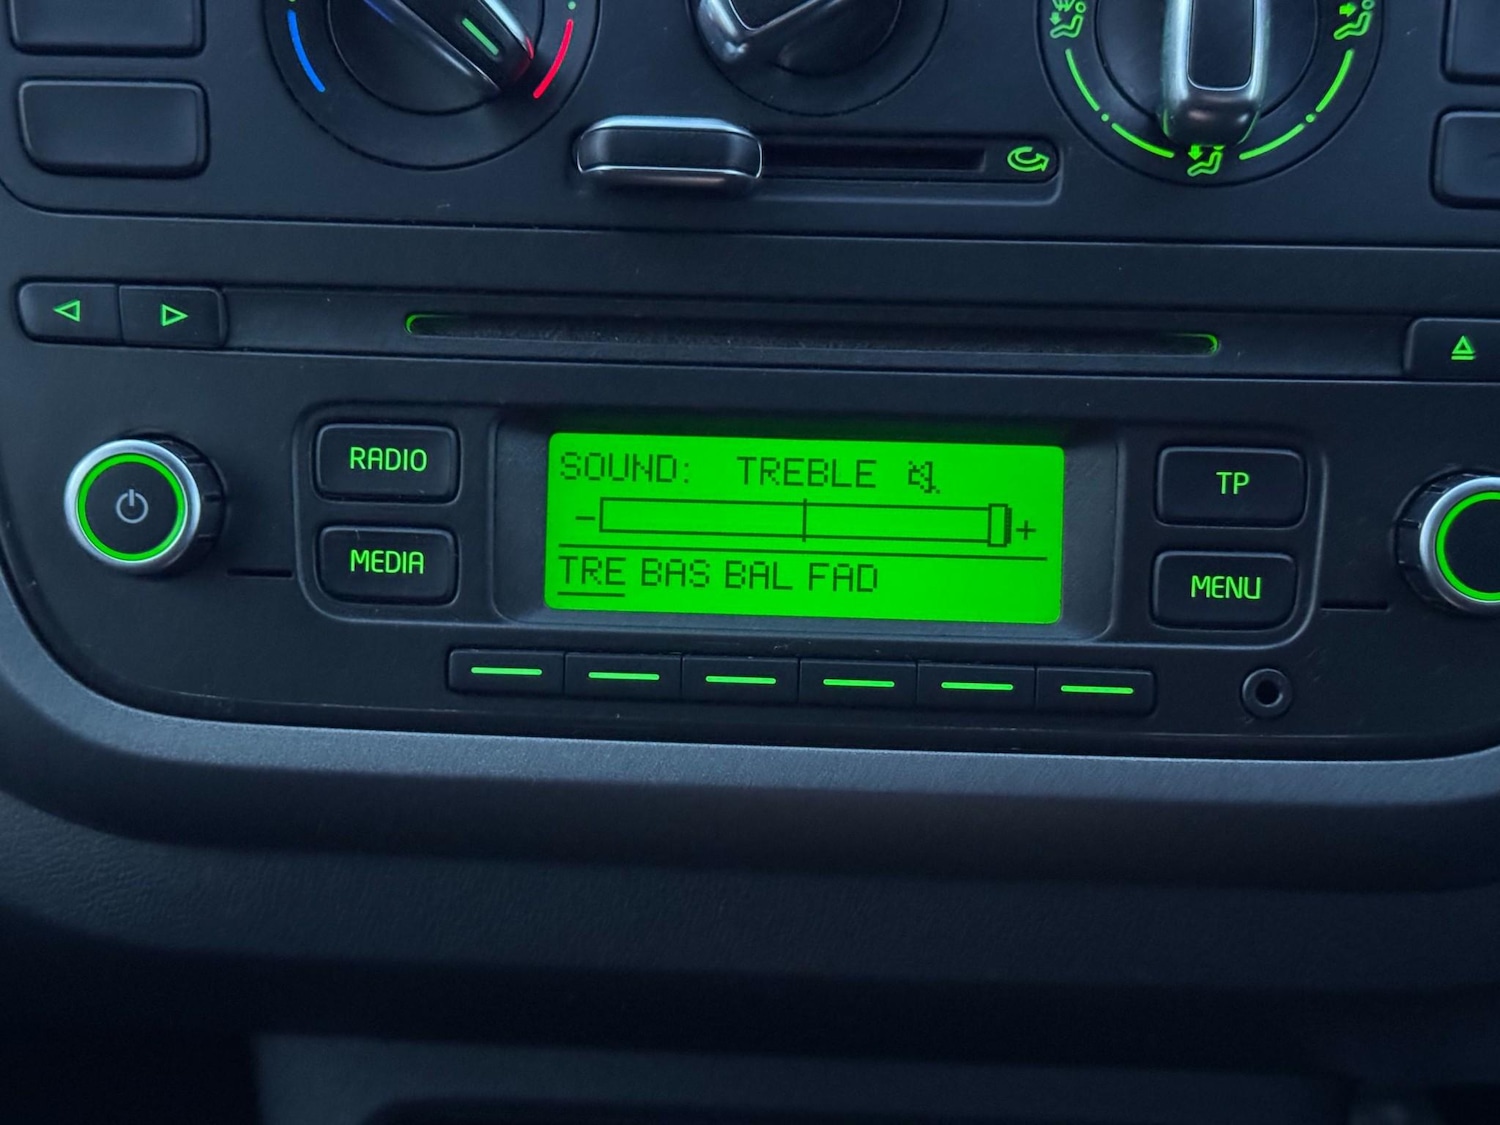 RADIO
MEDIA
SOUND: TREBLE
- +
TRE BAS BAL FAD
TP
MENU